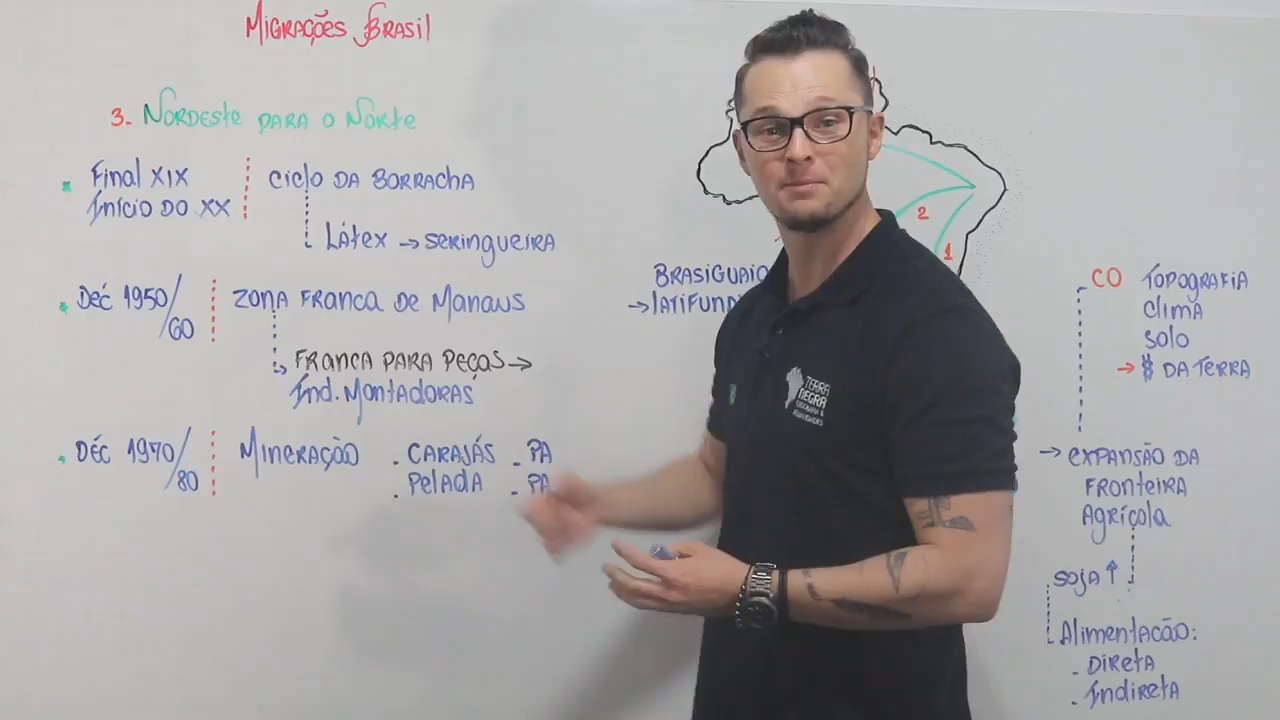 Migrações Brasil
3. Nordeste para o Norte
Final XIX
Início do XX
Ciclo da Borracha
Látex → seringueira
Déc 1950/60
Zona Franca de Manaus
Franca para peças →
Ind. Montadoras
Déc 1970/80
Mineração
. Carajás - PA
. Pelada - PA
2
1
→ latifund
TERRA
NEGRA
CO Topografia
Clima
Solo
→ $ da terra
→ expansão da
Fronteira
Agrícola
Soja ↑
Alimentação:
. Direta
. Indireta